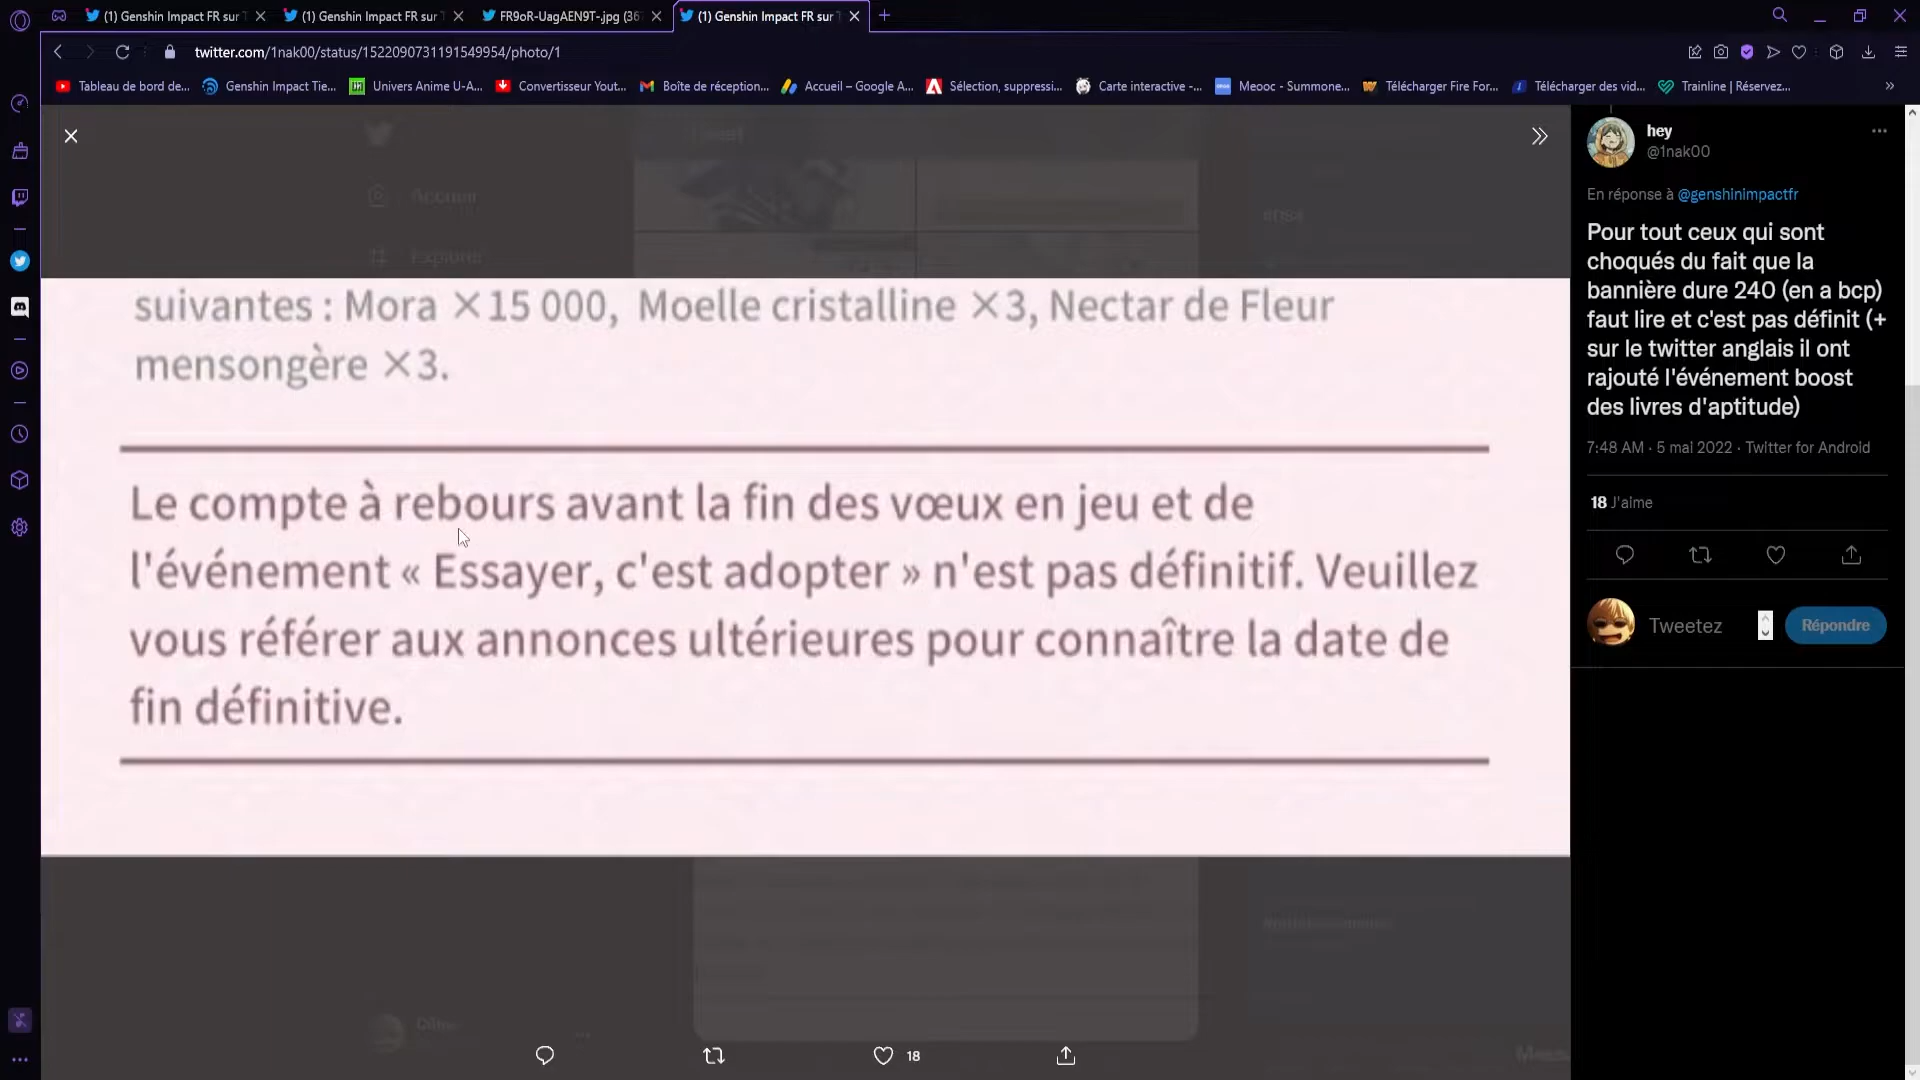 (1) Genshin Impact FR sur
(1) Genshin Impact FR sur
FR9oR-UagAEN9T-.jpg (36
(1) Genshin Impact FR sur
twitter.com/1nak00/status/1522090731191549954/photo/1
Tableau de bord de...
Genshin Impact Tie...
Univers Anime U-A...
Convertisseur Yout...
Boîte de réception...
Accueil – Google A...
Sélection, suppressi...
Carte interactive -...
Meooc - Summone...
Télécharger Fire For...
Télécharger des vid...
Trainline | Réservez...
Tweet
Accueil
Explorer
suivantes : Mora ×15 000, Moelle cristalline ×3, Nectar de Fleur
mensongère ×3.
Le compte à rebours avant la fin des vœux en jeu et de
l'événement « Essayer, c'est adopter » n'est pas définitif. Veuillez
vous référer aux annonces ultérieures pour connaître la date de
fin définitive.
18
hey
@1nak00
En réponse à @genshinimpactfr
Pour tout ceux qui sont
choqués du fait que la
bannière dure 240 (en a bcp)
faut lire et c'est pas définit (+
sur le twitter anglais il ont
rajouté l'événement boost
des livres d'aptitude)
7:48 AM · 5 mai 2022 · Twitter for Android
18 J'aime
Tweetez
Répondre